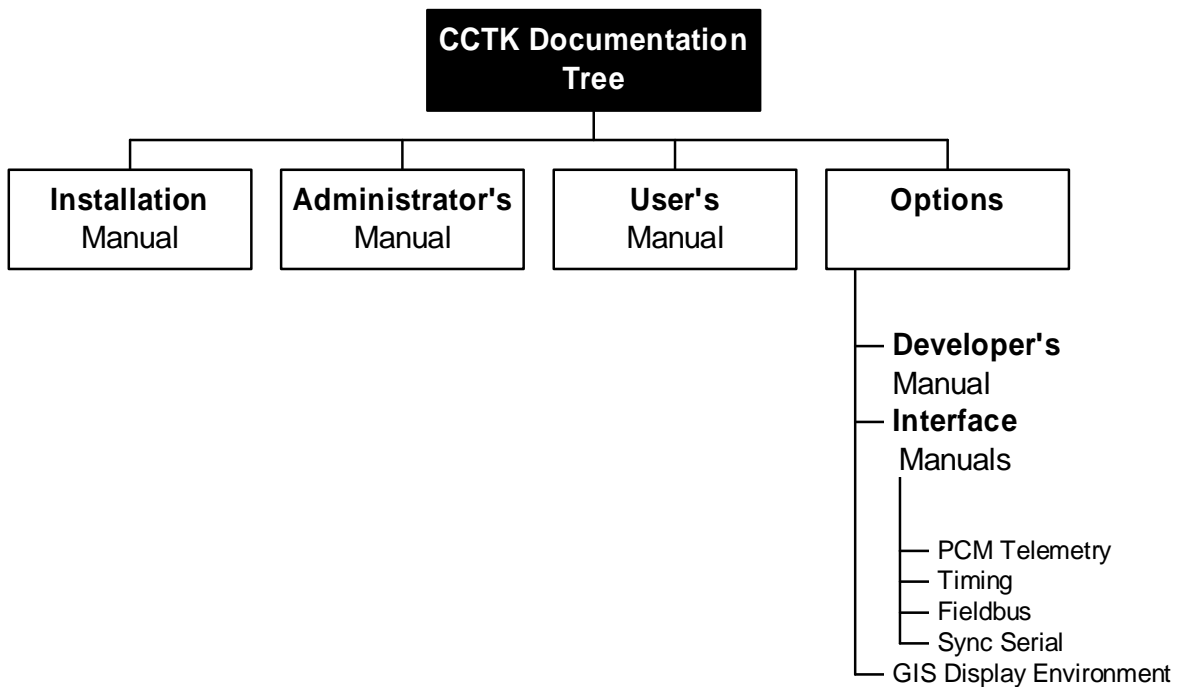 CCTK Documentation
Tree
Installation
Manual
Administrator's
Manual
User's
Manual
Options
Developer's
Manual
Interface
Manuals
PCM Telemetry
Timing
Fieldbus
Sync Serial
GIS Display Environment